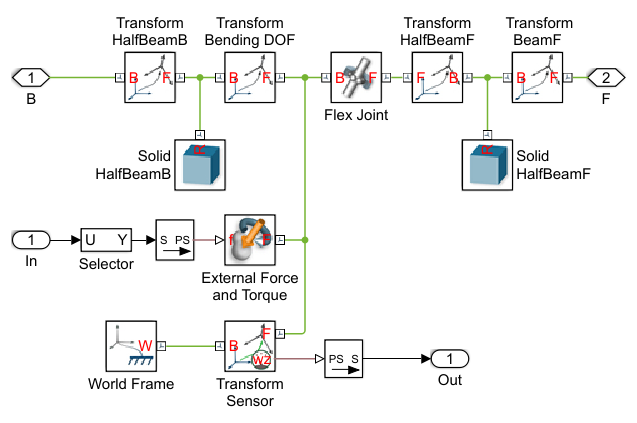 Transform Transform Transform Transform
HalfBeamB Bending DOF HalfBeamF BeamF
1 B F B F B F F B B F 2
B Flex Joint F
R R
Solid Solid
HalfBeamB HalfBeamF
1 U Y S PS f F
In Selector External Force
and Torque
W B F wz PS S 1
World Frame Transform Out
Sensor